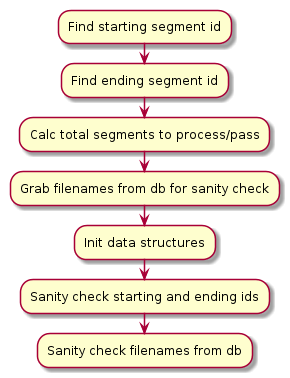 Find starting segment id
Find ending segment id
Calc total segments to process/pass
Grab filenames from db for sanity check
Init data structures
Sanity check starting and ending ids
Sanity check filenames from db